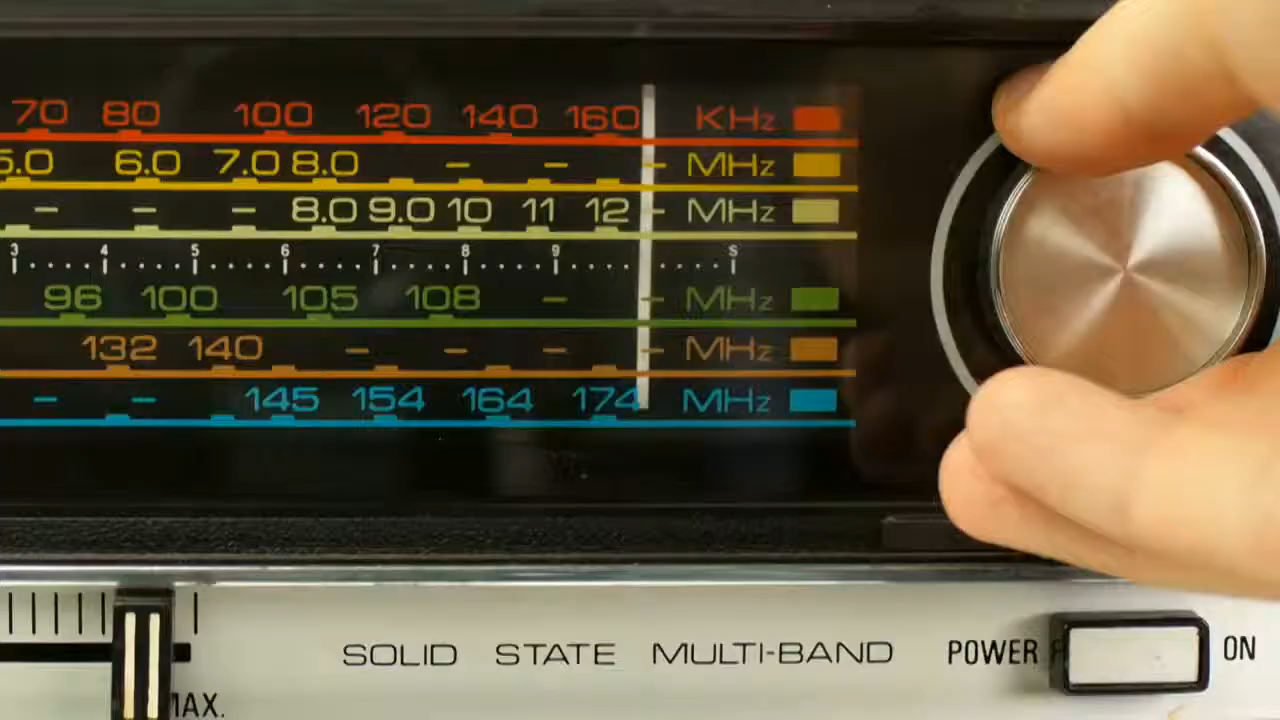 70 80 100 120 140 160 KHz
5.0 6.0 7.0 8.0 – – – MHz
– – – 8.0 9.0 10 11 12 – MHz
3 4 5 6 7 8 9 S
96 100 105 108 – – MHz
132 140 – – – – MHz
– – 145 154 164 174 MHz
SOLID STATE MULTI-BAND POWER ON